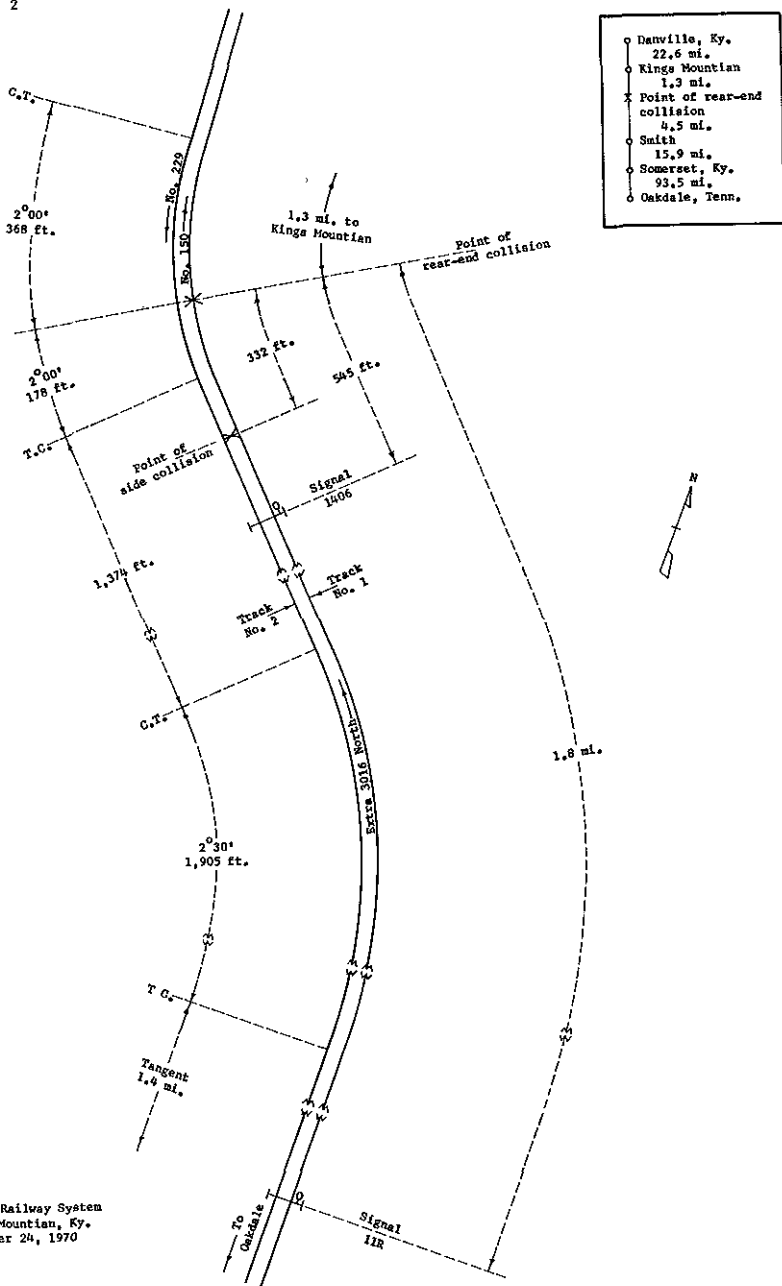 2
Danville, Ky.
22.6 mi.
Kings Mountain
1.3 mi.
Point of rear-end
collision
4.5 mi.
Smith
15.9 mi.
Somerset, Ky.
93.5 mi.
Oakdale, Tenn.
C.T.
No. 229
2°00'
368 ft.
No. 150
1.3 mi. to
Kings Mountian
Point of
rear-end collision
332 ft.
545 ft.
2°00'
178 ft.
T.C.
Point of
side collision
Signal
1406
N
1,374 ft.
Track
No. 1
Track
No. 2
C.T.
Extra 3016 North
1.8 mi.
2°30'
1,905 ft.
T C.
Tangent
1.4 mi.
Railway System
Mountian, Ky.
er 24, 1970
To
Oakdale
Signal
11R